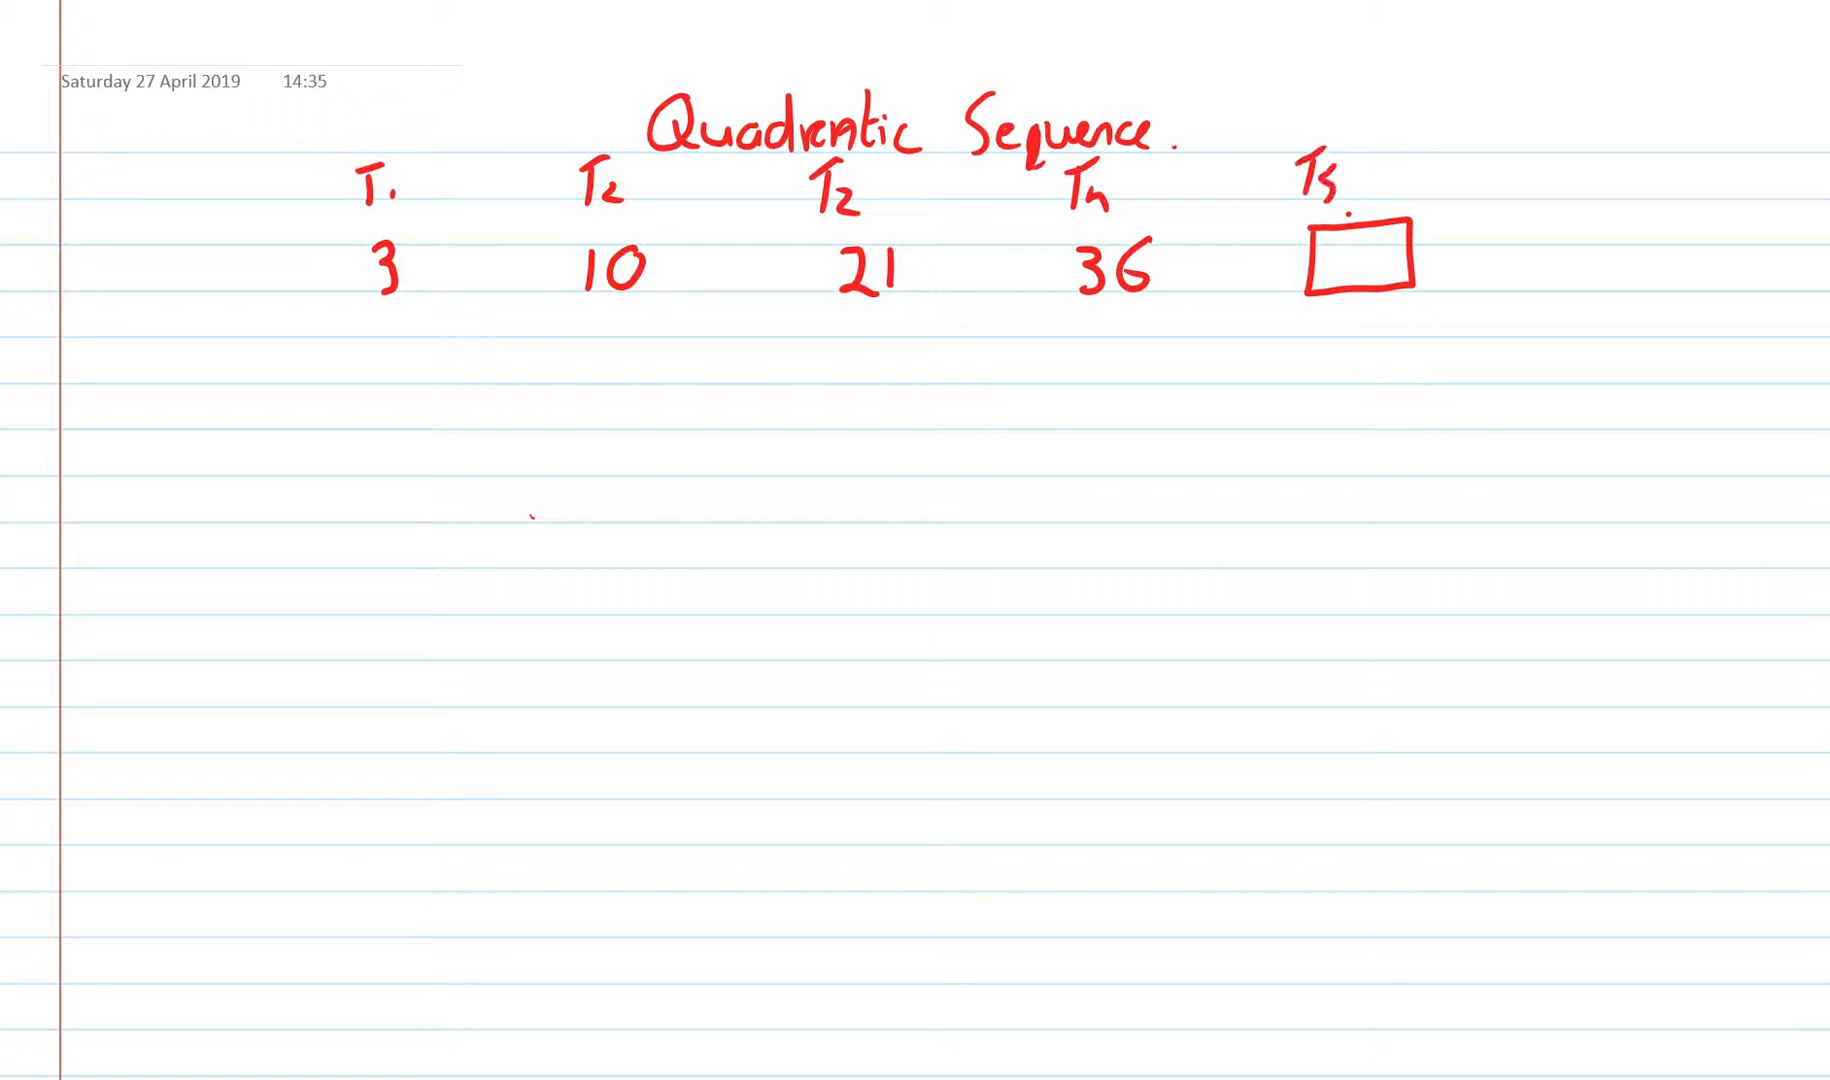 Saturday 27 April 2019 14:35
Quadratic Sequence.
T1 T2 T2 T4 T5
3 10 21 36